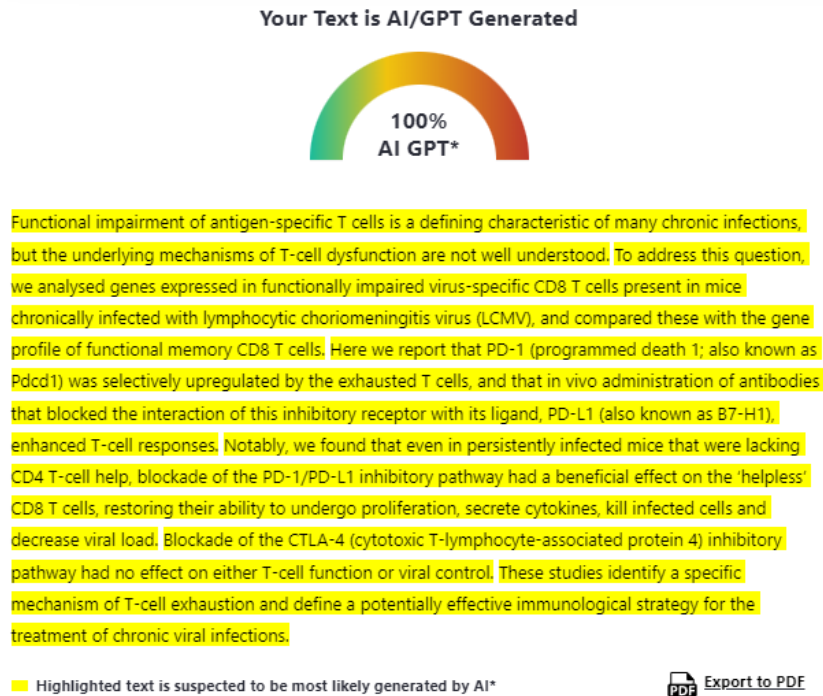 Your Text is AI/GPT Generated
100%
AI GPT*
Functional impairment of antigen-specific T cells is a defining characteristic of many chronic infections,
but the underlying mechanisms of T-cell dysfunction are not well understood. To address this question,
we analysed genes expressed in functionally impaired virus-specific CD8 T cells present in mice
chronically infected with lymphocytic choriomeningitis virus (LCMV), and compared these with the gene
profile of functional memory CD8 T cells. Here we report that PD-1 (programmed death 1; also known as
Pdcd1) was selectively upregulated by the exhausted T cells, and that in vivo administration of antibodies
that blocked the interaction of this inhibitory receptor with its ligand, PD-L1 (also known as B7-H1),
enhanced T-cell responses. Notably, we found that even in persistently infected mice that were lacking
CD4 T-cell help, blockade of the PD-1/PD-L1 inhibitory pathway had a beneficial effect on the ‘helpless’
CD8 T cells, restoring their ability to undergo proliferation, secrete cytokines, kill infected cells and
decrease viral load. Blockade of the CTLA-4 (cytotoxic T-lymphocyte-associated protein 4) inhibitory
pathway had no effect on either T-cell function or viral control. These studies identify a specific
mechanism of T-cell exhaustion and define a potentially effective immunological strategy for the
treatment of chronic viral infections.
Highlighted text is suspected to be most likely generated by AI*
PDF Export to PDF